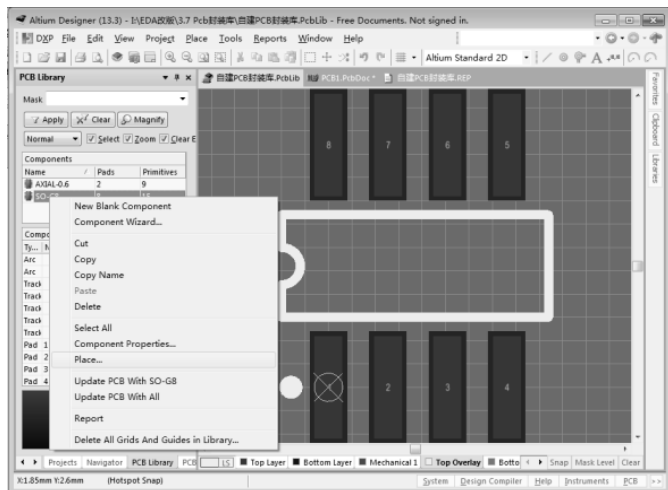 Altium Designer (13.3) - I:\EDA改版\3.7 Pcb封装库\自建PCB封装库.PcbLib - Free Documents. Not signed in.
DXP File Edit View Project Place Tools Reports Window Help
Altium Standard 2D
PCB Library
自建PCB封装库.PcbLib PCB1.PcbDoc * 自建PCB封装库.REP
Mask
Apply Clear Magnify
Normal Select Zoom Clear E
Components
Name Pads Primitives
AXIAL-0.6 2 9
SO-G8
New Blank Component
Component Wizard...
Cut
Copy
Copy Name
Paste
Delete
Select All
Component Properties...
Place...
Update PCB With SO-G8
Update PCB With All
Report
Delete All Grids And Guides in Library...
Compo
Ty... N
Arc
Arc
Track
Track
Track
Track
Track
Pad 1
Pad 2
Pad 3
Pad 4
8 7 6 5
2 3 4
Favorites
Clipboard
Libraries
Projects Navigator PCB Library PCB LS Top Layer Bottom Layer Mechanical 1 Top Overlay Botto Snap Mask Level Clear
X:1.85mm Y:2.6mm (Hotspot Snap) System Design Compiler Help Instruments PCB >>